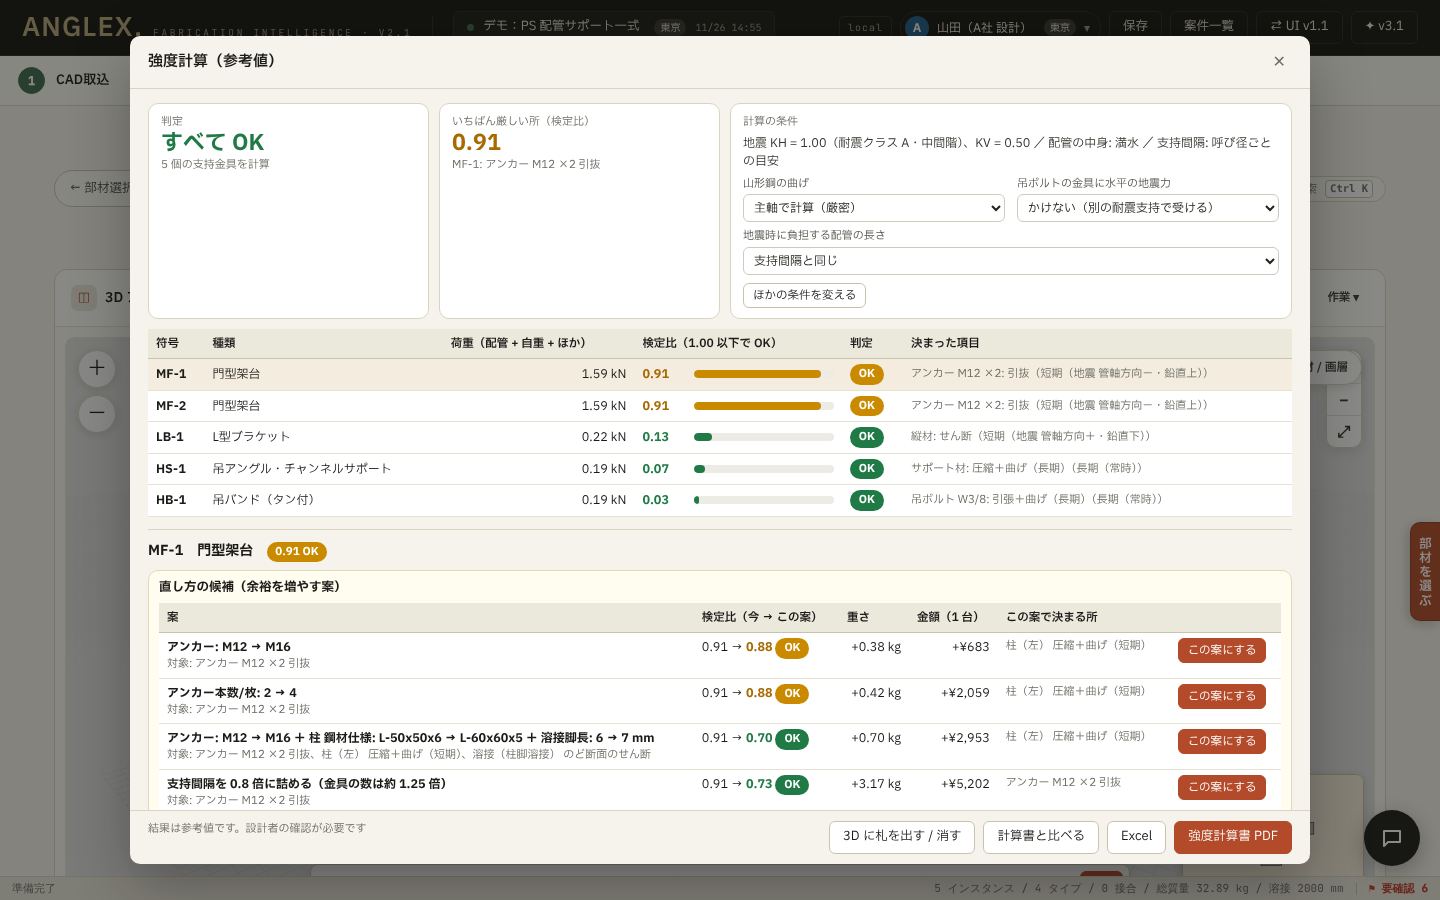 ANGLEX.
FABRICATION INTELLIGENCE · V2.1
デモ：PS 配管サポート一式 東京 11/26 14:55
local
A 山田（A社 設計） 東京 ▾
保存
案件一覧
⇄ UI v1.1
✦ v3.1
1 CAD取込
← 部材選択
Ctrl K
3D
作業 ▾
強度計算（参考値）
×
判定
すべて OK
5 個の支持金具を計算
いちばん厳しい所（検定比）
0.91
MF-1: アンカー M12 ×2 引抜
計算の条件
地震 KH = 1.00（耐震クラス A・中間階）、KV = 0.50 ／ 配管の中身: 満水 ／ 支持間隔: 呼び径ごと
の目安
山形鋼の曲げ
吊ボルトの金具に水平の地震力
主軸で計算（厳密）
かけない（別の耐震支持で受ける）
地震時に負担する配管の長さ
支持間隔と同じ
ほかの条件を変える
符号 種類 荷重（配管 + 自重 + ほか） 検定比（1.00 以下で OK） 判定 決まった項目
MF-1 門型架台 1.59 kN 0.91 OK アンカー M12 ×2: 引抜（短期（地震 管軸方向－・鉛直上））
MF-2 門型架台 1.59 kN 0.91 OK アンカー M12 ×2: 引抜（短期（地震 管軸方向－・鉛直上））
LB-1 L型ブラケット 0.22 kN 0.13 OK 縦材: せん断（短期（地震 管軸方向＋・鉛直下））
HS-1 吊アングル・チャンネルサポート 0.19 kN 0.07 OK サポート材: 圧縮＋曲げ（長期）（長期（常時））
HB-1 吊バンド（タン付） 0.19 kN 0.03 OK 吊ボルト W3/8: 引張＋曲げ（長期）（長期（常時））
MF-1 門型架台 0.91 OK
直し方の候補（余裕を増やす案）
案 検定比（今 → この案） 重さ 金額（1 台） この案で決まる所
アンカー: M12 → M16 0.91 → 0.88 OK +0.38 kg +¥683 柱（左） 圧縮＋曲げ（短期） この案にする
対象: アンカー M12 ×2 引抜
アンカー本数/枚: 2 → 4 0.91 → 0.88 OK +0.42 kg +¥2,059 柱（左） 圧縮＋曲げ（短期） この案にする
対象: アンカー M12 ×2 引抜
アンカー: M12 → M16 ＋ 柱 鋼材仕様: L-50x50x6 → L-60x60x5 ＋ 溶接脚長: 6 → 7 mm 0.91 → 0.70 OK +0.70 kg +¥2,953 柱（左） 圧縮＋曲げ（短期） この案にする
対象: アンカー M12 ×2 引抜、柱（左） 圧縮＋曲げ（短期）、溶接（柱脚溶接） のど断面のせん断
支持間隔を 0.8 倍に詰める（金具の数は約 1.25 倍） 0.91 → 0.73 OK +3.17 kg +¥5,202 アンカー M12 ×2 引抜 この案にする
対象: アンカー M12 ×2 引抜
結果は参考値です。設計者の確認が必要です
3D に札を出す / 消す
計算書と比べる
Excel
強度計算書 PDF
/ 画層
部材を選ぶ
準備完了
5 インスタンス / 4 タイプ / 0 接合 / 総質量 32.89 kg / 溶接 2000 mm
⚑ 要確認 6